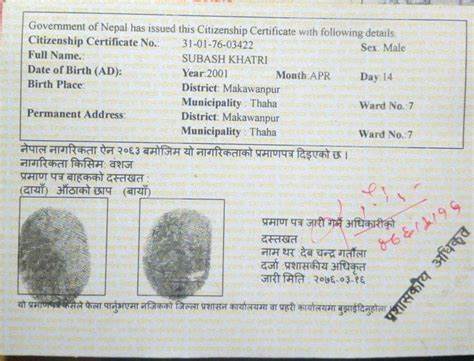 Government of Nepal has issued this Citizenship Certificate with following details.
Citizenship Certificate No.: 31-01-76-03422 Sex: Male
Full Name.: SUBASH KHATRI
Date of Birth (AD): Year:2001 Month:APR Day:14
Birth Place: District: Makawanpur
Municipality : Thaha Ward No.:7
Permanent Address: District: Makawanpur
Municipality : Thaha Ward No.:7
नेपाल नागरिकता ऐन २०६३ बमोजिम यो नागरिकताको प्रमाणपत्र दिइएको छ।
नागरिकता किसिम: वंशज
प्रमाण पत्र बाहकको दस्तखत :
(दायाँ) औंठाको छाप (बायाँ)
प्रमाण पत्र जारी गर्ने अधिकारीको
दस्तखत:
नाम थर: देब चन्द्र गतौला
दर्जा :प्रशासकीय अधिकृत
जारी मिति : २०७६-०३-१६
प्रशासकीय अधिकृत
यो प्रमाणपत्र कसैले फेला पार्नुभएमा नजिकको जिल्ला प्रशासन कार्यालयमा वा प्रहरी कार्यालयमा बुझाईदिनुहोला।